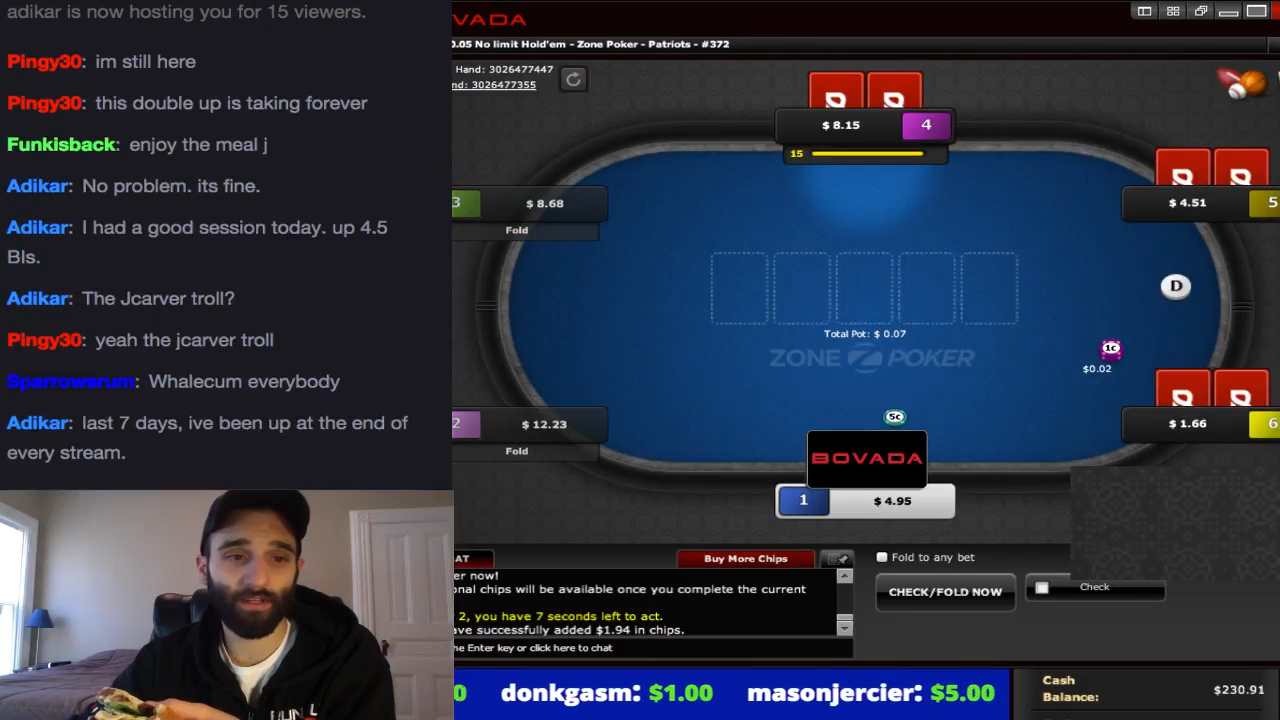 adikar is now hosting you for 15 viewers.
Pingy30: im still here
Pingy30: this double up is taking forever
Funkisback: enjoy the meal j
Adikar: No problem. its fine.
Adikar: I had a good session today. up 4.5
Bls.
Adikar: The Jcarver troll?
Pingy30: yeah the jcarver troll
Sparrowsrum: Whalecum everybody
Adikar: last 7 days, ive been up at the end of
every stream.
VADA
0.05 No limit Hold'em - Zone Poker - Patriots - #372
Hand: 3026477447
nd: 3026477355
$ 8.15
4
15
3
$ 8.68
Fold
$ 4.51
5
D
Total Pot: $ 0.07
ZONE POKER
1c
$0.02
5c
2
$ 12.23
Fold
$ 1.66
6
BOVADA
1
$ 4.95
AT
Buy More Chips
er now!
onal chips will be available once you complete the current
2, you have 7 seconds left to act.
ave successfully added $1.94 in chips.
he Enter key or click here to chat
Fold to any bet
CHECK/FOLD NOW
Check
0
donkgasm: $1.00
masonjercier: $5.00
Cash
Balance:
$230.91